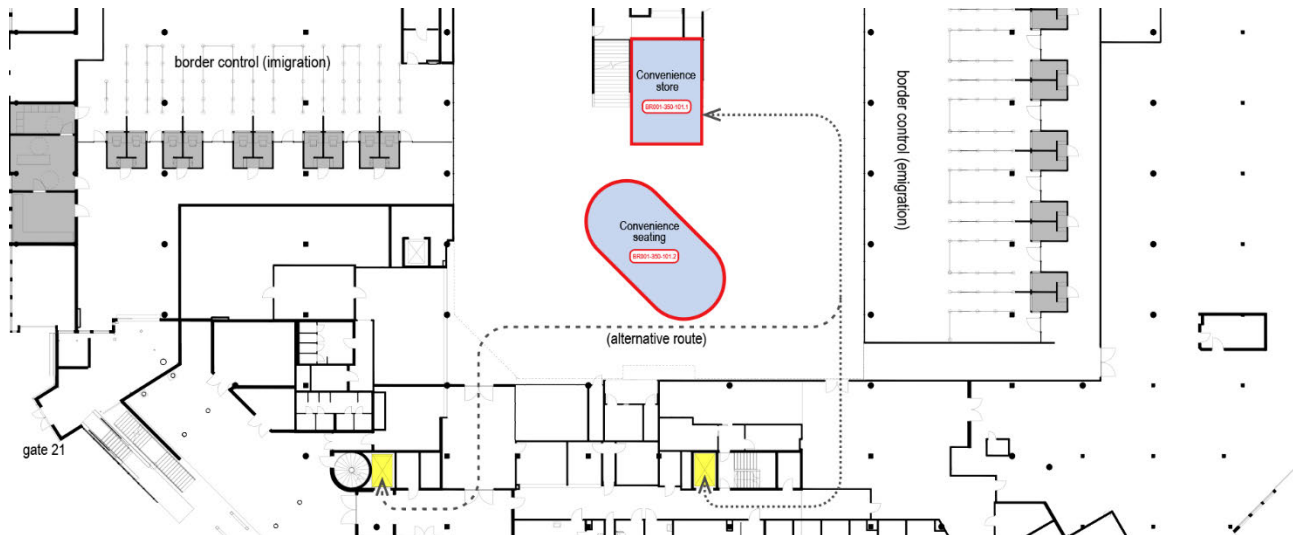 border control (imigration)
Convenience
store
BR001-350-101.1
border control (emigration)
Convenience
seating
BR001-350-101.2
(alternative route)
gate 21